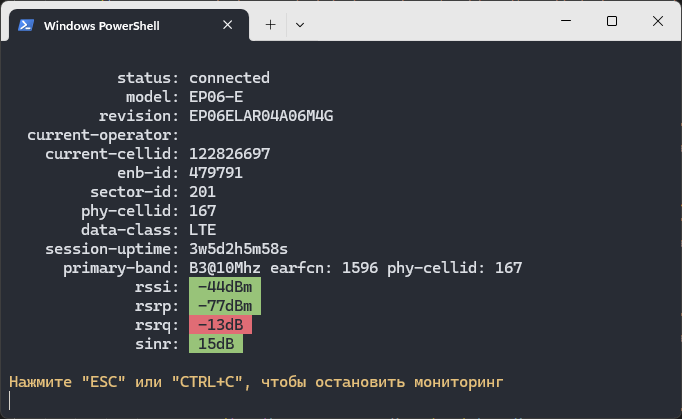 Windows PowerShell
status: connected
model: EP06-E
revision: EP06ELAR04A06M4G
current-operator:
current-cellid: 122826697
enb-id: 479791
sector-id: 201
phy-cellid: 167
data-class: LTE
session-uptime: 3w5d2h5m58s
primary-band: B3@10Mhz earfcn: 1596 phy-cellid: 167
rssi: -44dBm
rsrp: -77dBm
rsrq: -13dB
sinr: 15dB
Нажмите "ESC" или "CTRL+C", чтобы остановить мониторинг